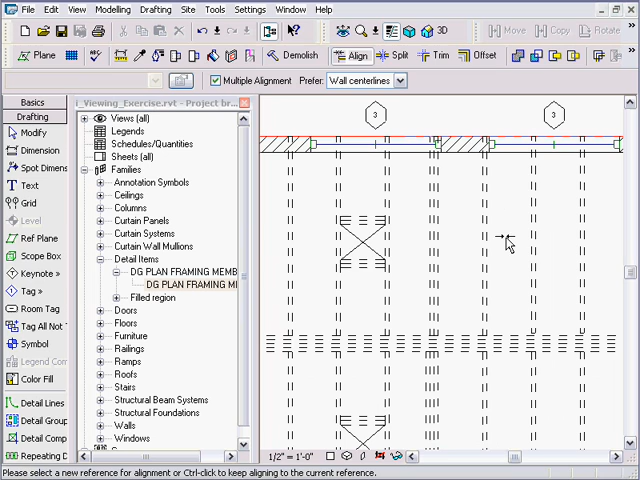 File Edit View Modelling Drafting Site Tools Settings Window Help
3D Move Copy Rotate
Plane Demolish Align Split Trim Offset
Multiple Alignment Prefer: Wall centerlines
Basics
Drafting
Modify
Dimension
Spot Dimens
Text
Grid
Level
Ref Plane
Scope Box
Keynote »
Tag »
Room Tag
Tag All Not T
Symbol
Legend Com
Color Fill
Detail Lines
Detail Group
Detail Comp
Repeating D
i_Viewing_Exercise.rvt - Project br...
Views (all)
Legends
Schedules/Quantities
Sheets (all)
Families
Annotation Symbols
Ceilings
Columns
Curtain Panels
Curtain Systems
Curtain Wall Mullions
Detail Items
DG PLAN FRAMING MEMB
DG PLAN FRAMING ME
Filled region
Doors
Floors
Furniture
Railings
Ramps
Roofs
Stairs
Structural Beam Systems
Structural Foundations
Walls
Windows
3
3
1/2" = 1'-0"
Please select a new reference for alignment or Ctrl-click to keep aligning to the current reference.